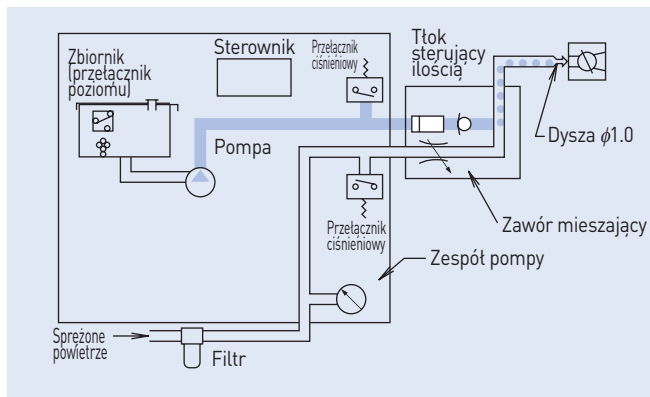 Zbiornik
(przełącznik
poziomu)
Sterownik
Przełącznik
ciśnieniowy
Tłok
sterujący
ilością
Pompa
Dysza ϕ1.0
Przełącznik
ciśnieniowy
Zawór mieszający
Zespół pompy
Sprężone
powietrze
Filtr